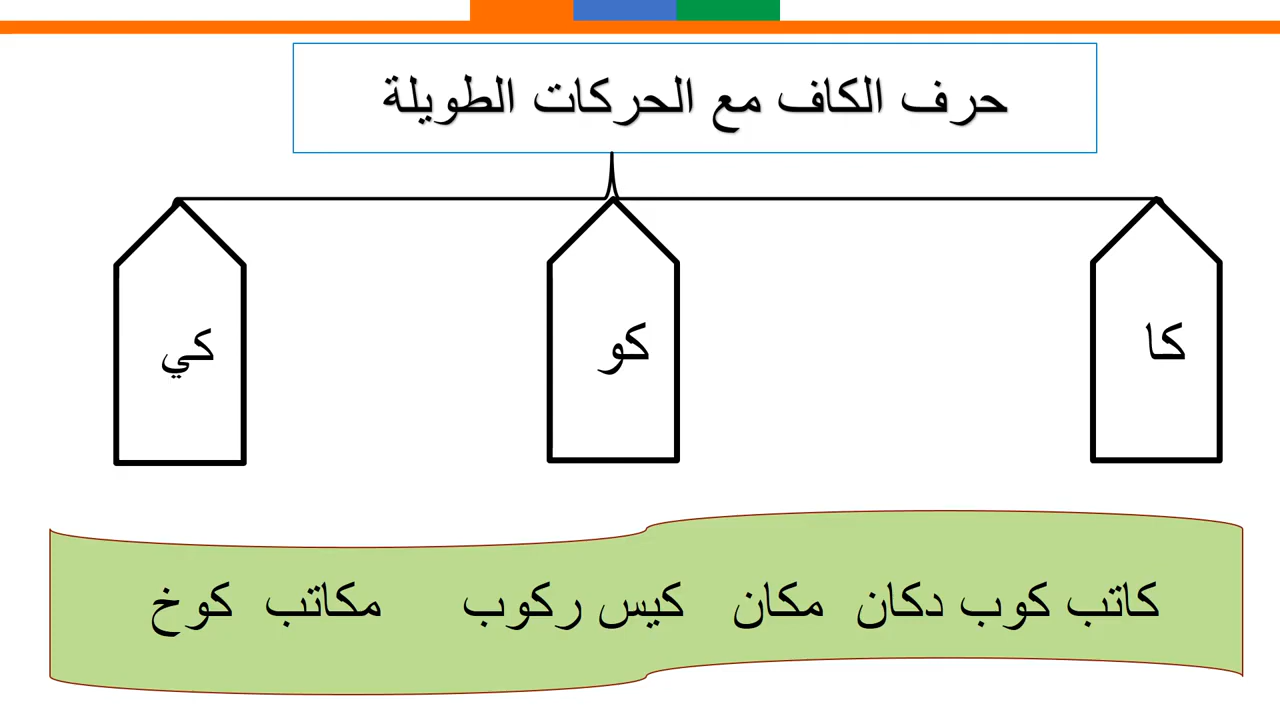 حرف الكاف مع الحركات الطويلة
كا
كو
كي
كاتب كوب دكان مكان كيس ركوب مكاتب كوخ